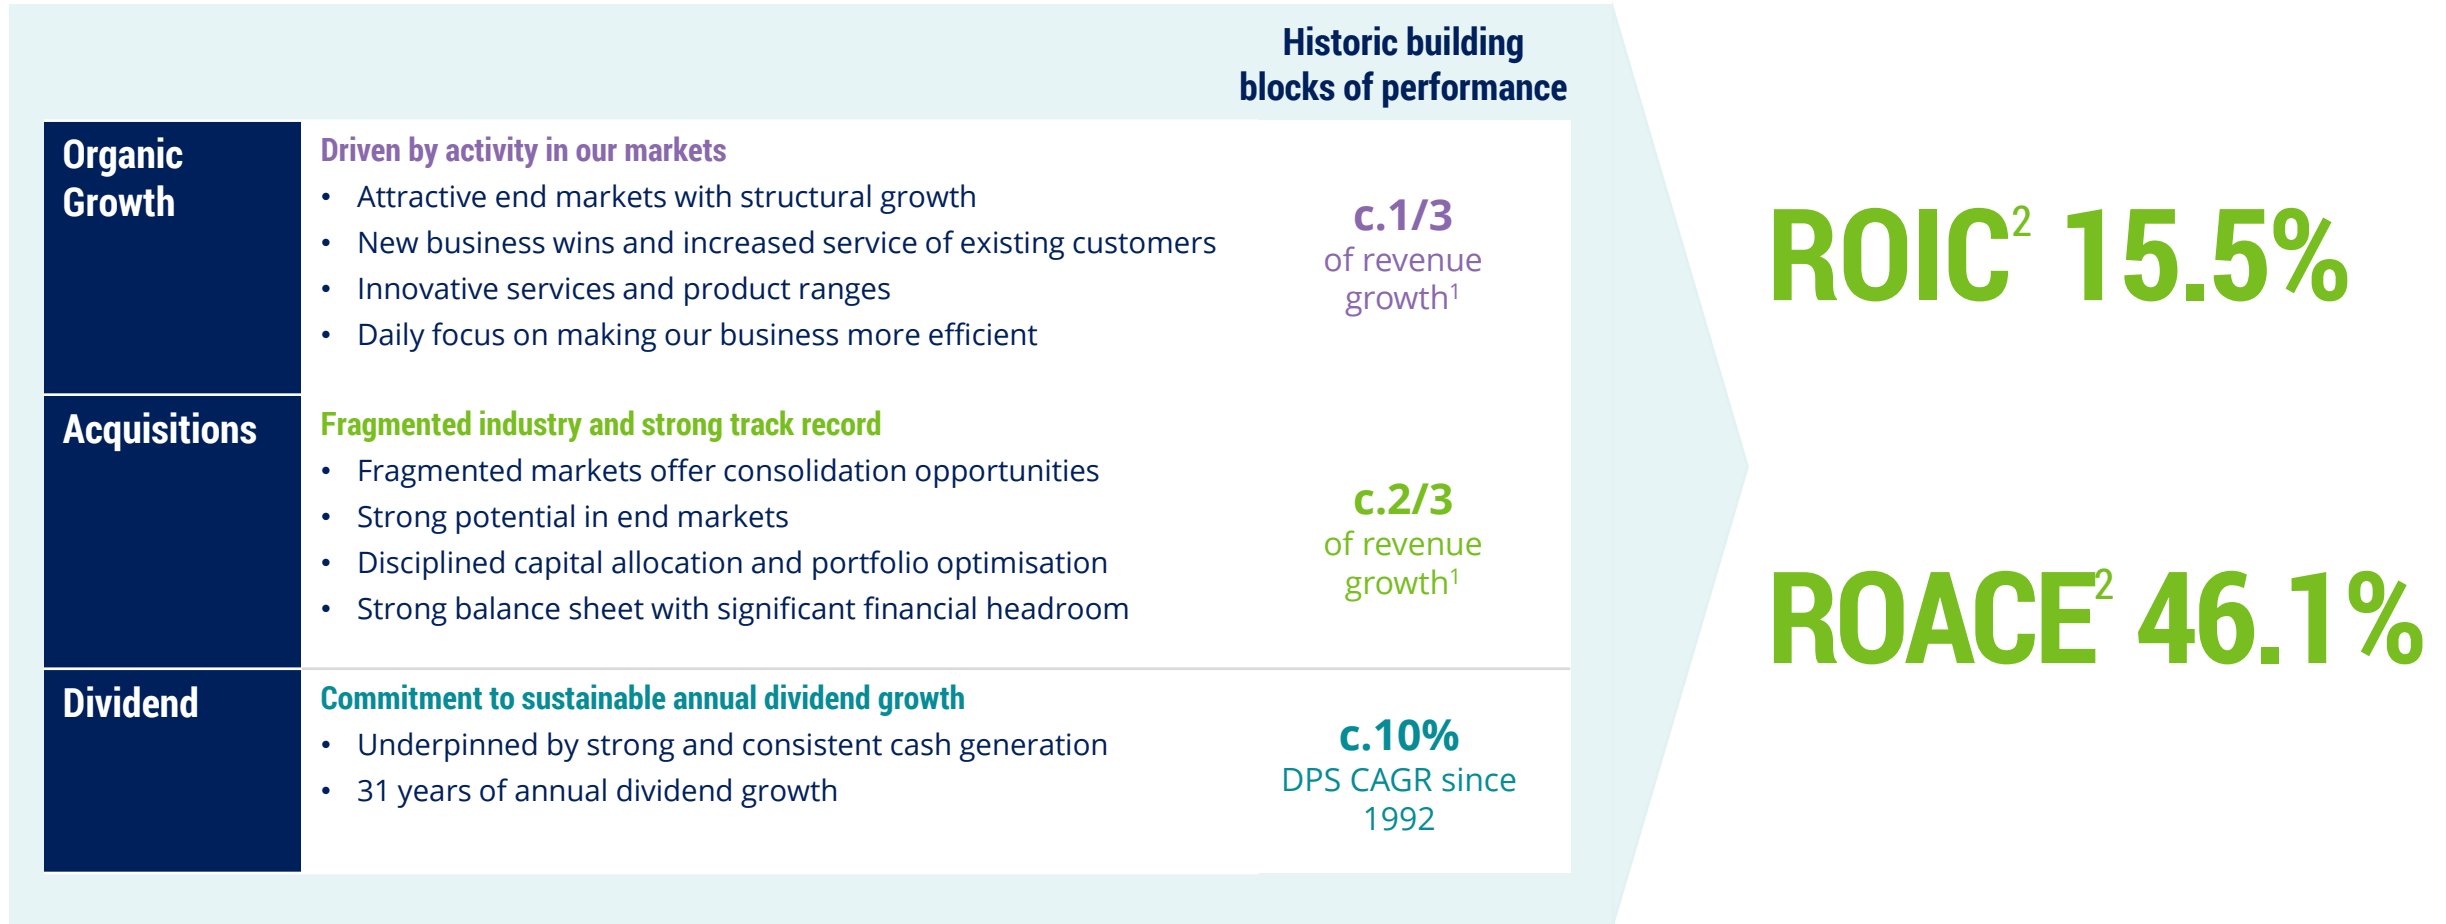 Historic building
blocks of performance
Organic
Growth
Driven by activity in our markets
• Attractive end markets with structural growth
• New business wins and increased service of existing customers
• Innovative services and product ranges
• Daily focus on making our business more efficient
c.1/3
of revenue
growth¹
Acquisitions
Fragmented industry and strong track record
• Fragmented markets offer consolidation opportunities
• Strong potential in end markets
• Disciplined capital allocation and portfolio optimisation
• Strong balance sheet with significant financial headroom
c.2/3
of revenue
growth¹
Dividend
Commitment to sustainable annual dividend growth
• Underpinned by strong and consistent cash generation
• 31 years of annual dividend growth
c.10%
DPS CAGR since
1992
ROIC² 15.5%
ROACE² 46.1%